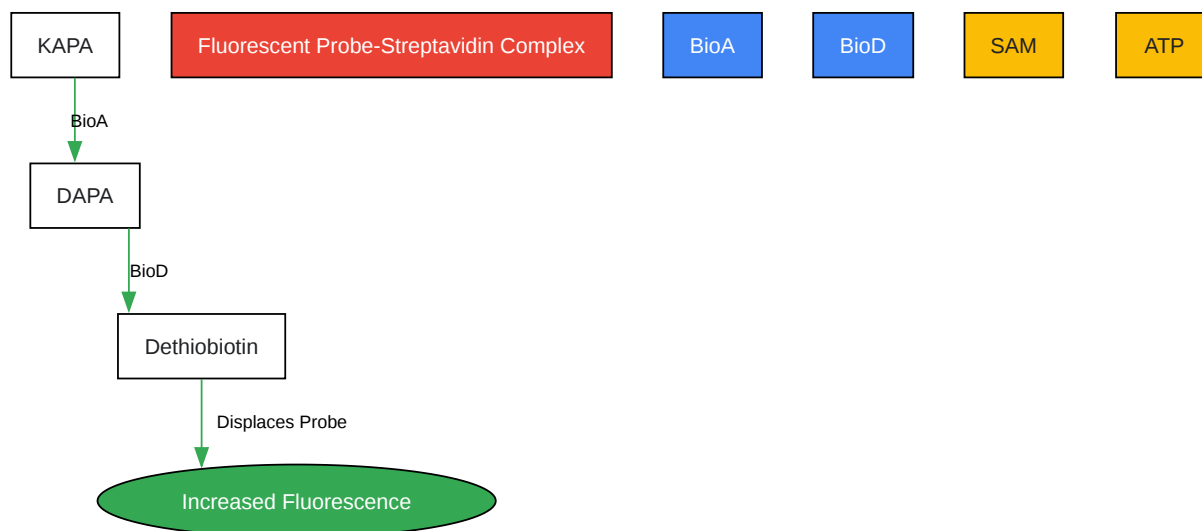 KAPA
Fluorescent Probe-Streptavidin Complex
BioA
BioD
SAM
ATP
BioA
DAPA
BioD
Dethiobiotin
Displaces Probe
Increased Fluorescence